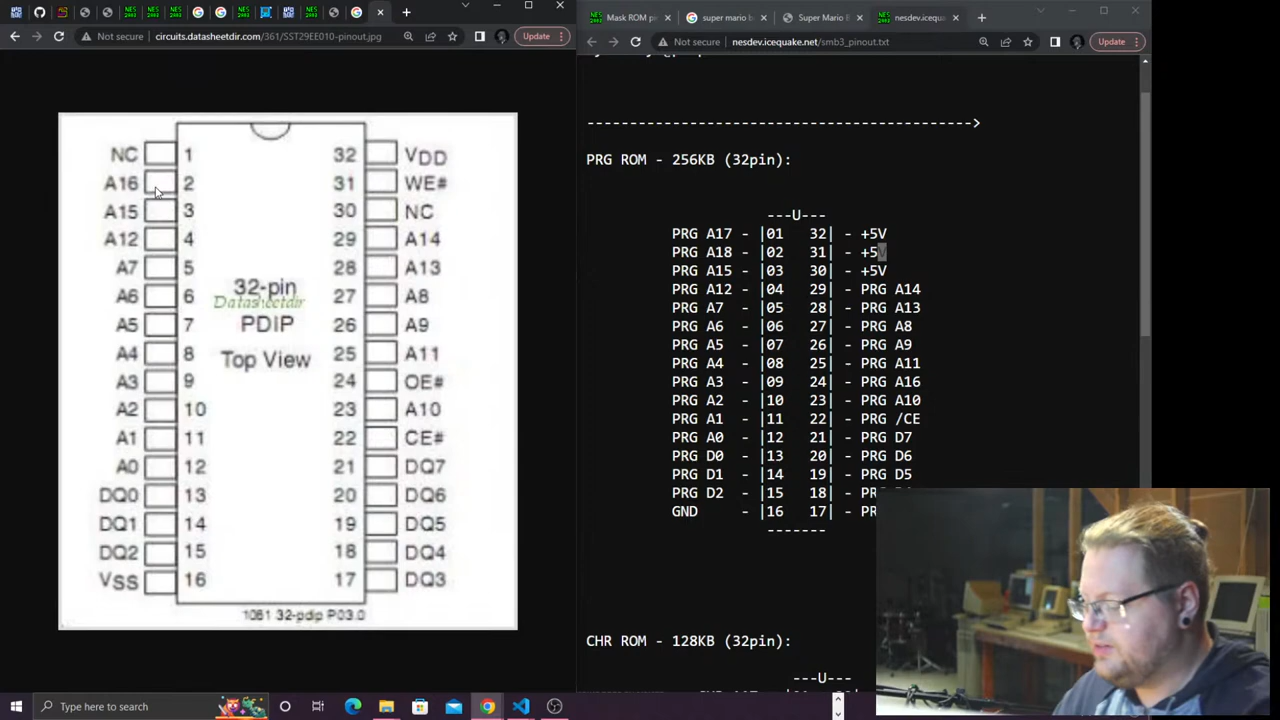 Update
Mask ROM pi
super mario b
Super Mario B
nesdev.icequa
Not secure
circuits.datasheetdir.com/361/SST29EE010-pinout.jpg
Not secure
nesdev.icequake.net/smb3_pinout.txt
Update
NC 1 32 VDD
A16 2 31 WE#
A15 3 30 NC
A12 4 29 A14
A7 5 28 A13
A6 6 27 A8
A5 7 26 A9
A4 8 25 A11
A3 9 24 OE#
A2 10 23 A10
A1 11 22 CE#
A0 12 21 DQ7
DQ0 13 20 DQ6
DQ1 14 19 DQ5
DQ2 15 18 DQ4
VSS 16 17 DQ3
32-pin
Datasheetdir
PDIP
Top View
1061 32-pdip P03.0
------------------------------------------->
PRG ROM - 256KB (32pin):
---U---
PRG A17 - |01 32| - +5V
PRG A18 - |02 31| - +5V
PRG A15 - |03 30| - +5V
PRG A12 - |04 29| - PRG A14
PRG A7 - |05 28| - PRG A13
PRG A6 - |06 27| - PRG A8
PRG A5 - |07 26| - PRG A9
PRG A4 - |08 25| - PRG A11
PRG A3 - |09 24| - PRG A16
PRG A2 - |10 23| - PRG A10
PRG A1 - |11 22| - PRG /CE
PRG A0 - |12 21| - PRG D7
PRG D0 - |13 20| - PRG D6
PRG D1 - |14 19| - PRG D5
PRG D2 - |15 18| -
GND - |16 17| -
-------
CHR ROM - 128KB (32pin):
---U---
Type here to search